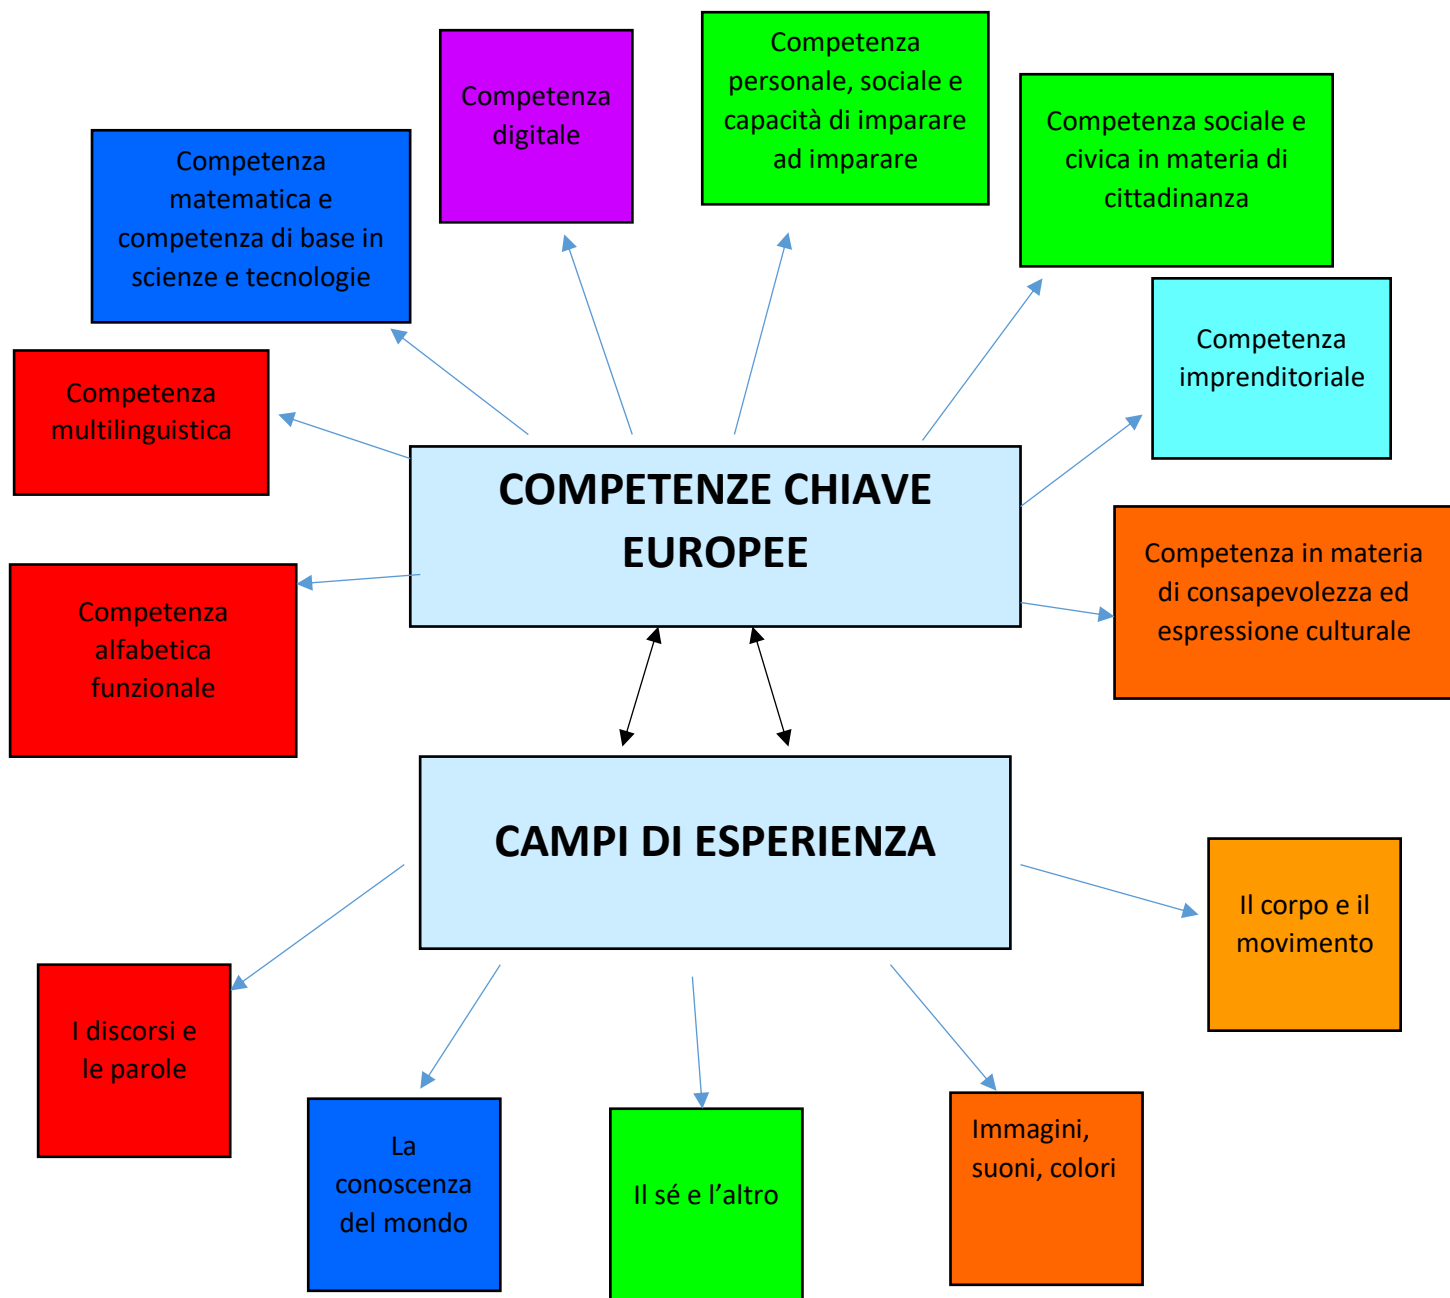 Competenza
personale, sociale e
capacità di imparare
ad imparare
Competenza
digitale
Competenza sociale e
civica in materia di
cittadinanza
Competenza
matematica e
competenza di base in
scienze e tecnologie
Competenza
imprenditoriale
Competenza
multilinguistica
COMPETENZE CHIAVE
EUROPEE
Competenza in materia
di consapevolezza ed
espressione culturale
Competenza
alfabetica
funzionale
CAMPI DI ESPERIENZA
Il corpo e il
movimento
I discorsi e
le parole
La
conoscenza
del mondo
Il sé e l’altro
Immagini,
suoni, colori